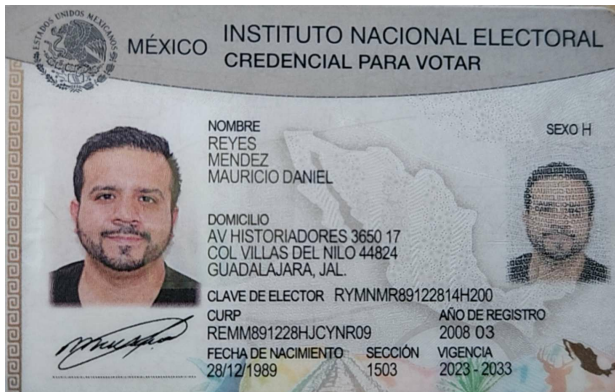 ESTADOS UNIDOS MEXICANOS
MÉXICO
INSTITUTO NACIONAL ELECTORAL
CREDENCIAL PARA VOTAR
NOMBRE
REYES
MENDEZ
MAURICIO DANIEL
SEXO H
DOMICILIO
AV HISTORIADORES 3650 17
COL VILLAS DEL NILO 44824
GUADALAJARA, JAL.
CLAVE DE ELECTOR RYMNMR89122814H200
CURP
REMM891228HJCYNR09
AÑO DE REGISTRO
2008 03
FECHA DE NACIMIENTO
28/12/1989
SECCIÓN
1503
VIGENCIA
2023 - 2033